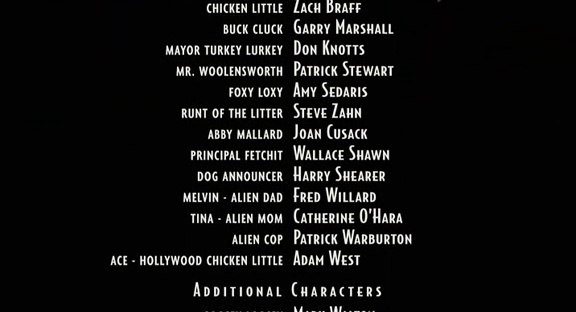 CHICKEN LITTLE ZACH BRAFF
BUCK CLUCK GARRY MARSHALL
MAYOR TURKEY LURKEY DON KNOTTS
MR. WOOLENSWORTH PATRICK STEWART
FOXY LOXY AMY SEDARIS
RUNT OF THE LITTER STEVE ZAHN
ABBY MALLARD JOAN CUSACK
PRINCIPAL FETCHIT WALLACE SHAWN
DOG ANNOUNCER HARRY SHEARER
MELVIN - ALIEN DAD FRED WILLARD
TINA - ALIEN MOM CATHERINE O'HARA
ALIEN COP PATRICK WARBURTON
ACE - HOLLYWOOD CHICKEN LITTLE ADAM WEST
ADDITIONAL CHARACTERS
MARK WALTON